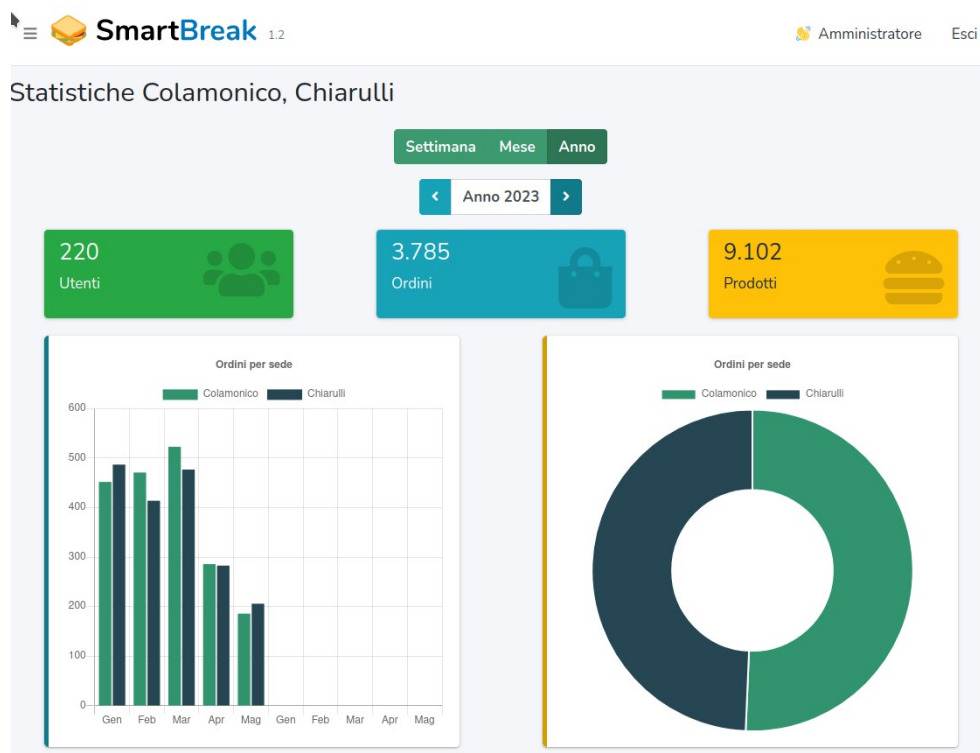 SmartBreak 1.2
Amministratore Esci
Statistiche Colamonico, Chiarulli
Settimana Mese Anno
Anno 2023
220
Utenti
3.785
Ordini
9.102
Prodotti
Ordini per sede
Colamonico Chiarulli
600
500
400
300
200
100
0
Gen Feb Mar Apr Mag Gen Feb Mar Apr Mag
Ordini per sede
Colamonico Chiarulli